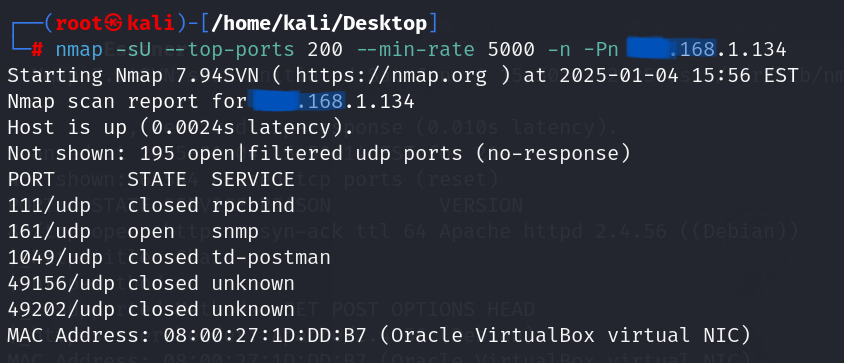 ┌──(root㉿kali)-[/home/kali/Desktop]
└─# nmap -sU --top-ports 200 --min-rate 5000 -n -Pn .168.1.134
Starting Nmap 7.94SVN ( https://nmap.org ) at 2025-01-04 15:56 EST
Nmap scan report for .168.1.134
Host is up (0.0024s latency).
Not shown: 195 open|filtered udp ports (no-response)
PORT      STATE  SERVICE
111/udp   closed rpcbind
161/udp   open   snmp
1049/udp  closed td-postman
49156/udp closed unknown
49202/udp closed unknown
MAC Address: 08:00:27:1D:DD:B7 (Oracle VirtualBox virtual NIC)